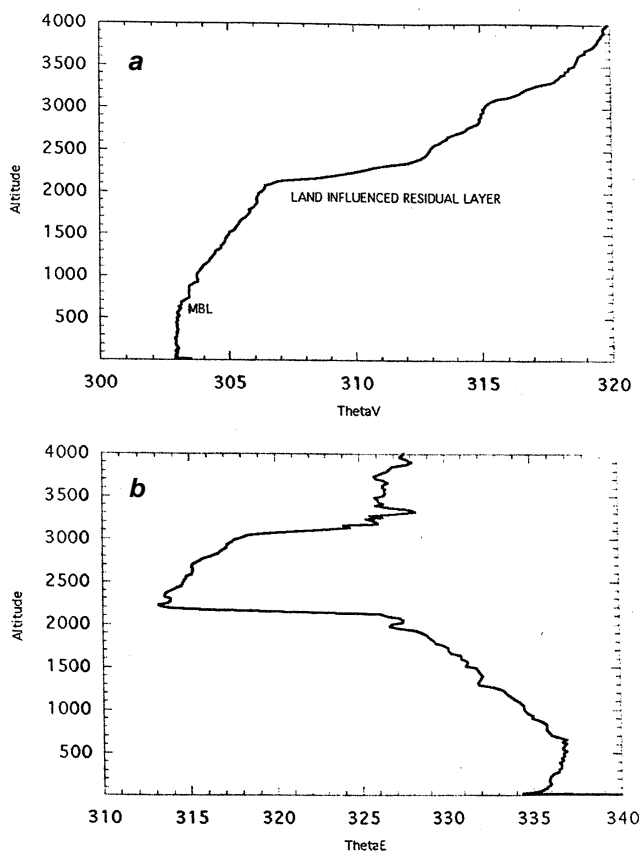 a
4000
3500
3000
2500
2000
1500
1000
500
Altitude
LAND INFLUENCED RESIDUAL LAYER
MBL
300 305 310 315 320
ThetaV
b
4000
3500
3000
2500
2000
1500
1000
500
Altitude
310 315 320 325 330 335 340
ThetaE